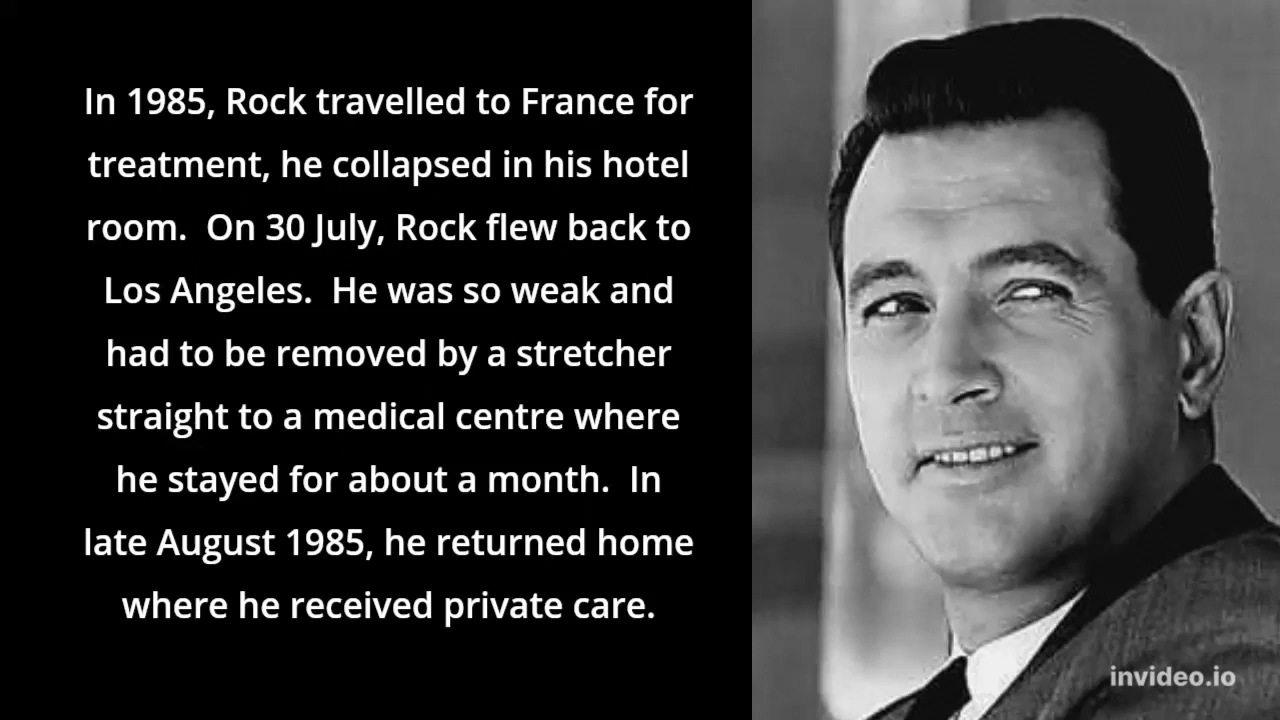 In 1985, Rock travelled to France for
treatment, he collapsed in his hotel
room.  On 30 July, Rock flew back to
Los Angeles.  He was so weak and
had to be removed by a stretcher
straight to a medical centre where
he stayed for about a month.  In
late August 1985, he returned home
where he received private care.
invideo.io